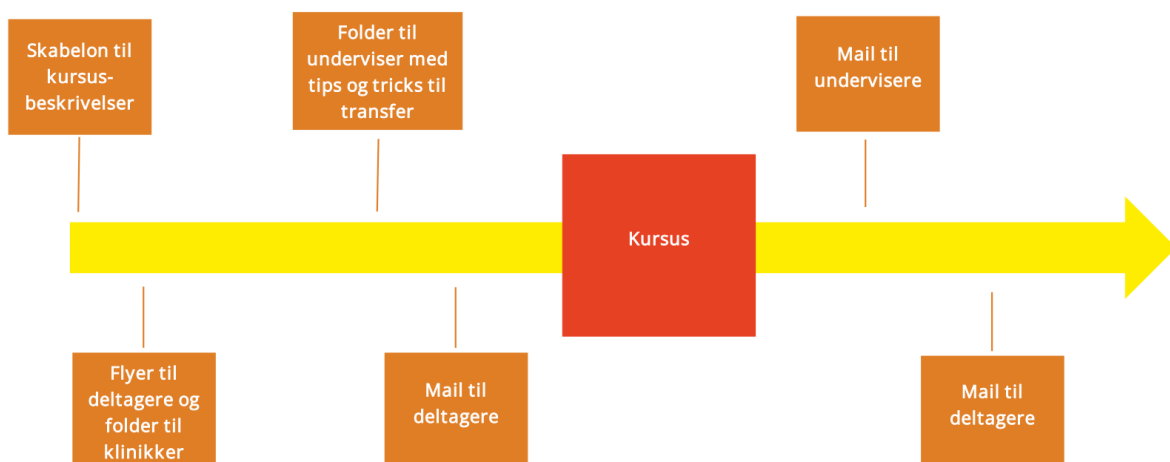 Skabelon til
kursus-
beskrivelser
Folder til
underviser med
tips og tricks til
transfer
Mail til
undervisere
Kursus
Flyer til
deltagere og
folder til
klinikker
Mail til
deltagere
Mail til
deltagere